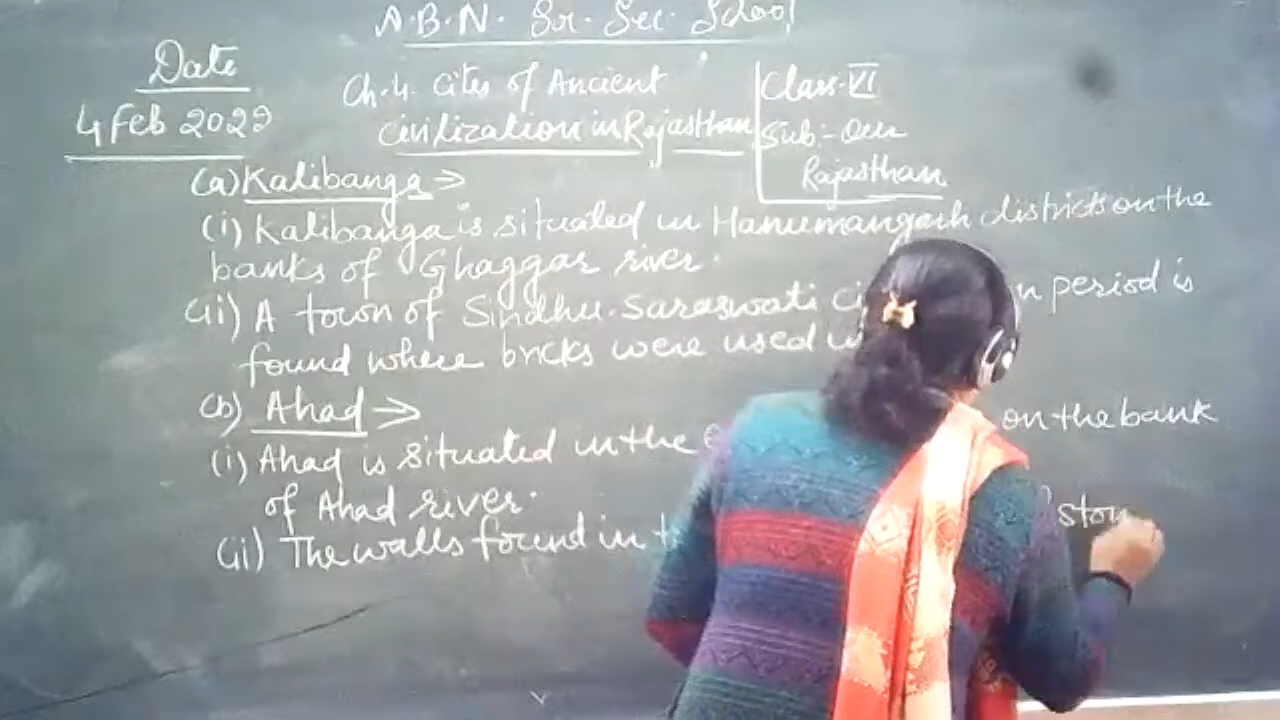 A.B.N. Sr. Sec. School
Date
4 Feb 2022
Ch.4. Cites of Ancient
civilization in Rajasthan
Class-VI
Sub:- Our
Rajasthan
(a) Kalibanga →
(i) Kalibanga is situated in Hanumangarh districts on the
banks of Ghaggar river.
(ii) A town of Sindhu-Saraswati period is
found where bricks were used
(b) Ahad →
(i) Ahad is situated in the on the bank
of Ahad river.
(ii) The walls found in ston